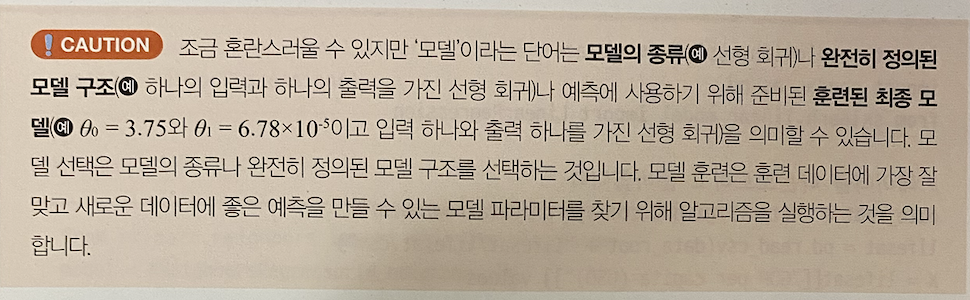 ! CAUTION 조금 혼란스러울 수 있지만 ‘모델’이라는 단어는 모델의 종류(예 선형 회귀)나 완전히 정의된
모델 구조(예 하나의 입력과 하나의 출력을 가진 선형 회귀)나 예측에 사용하기 위해 준비된 훈련된 최종 모
델(예 θ₀ = 3.75와 θ₁ = 6.78×10⁻⁵이고 입력 하나와 출력 하나를 가진 선형 회귀)을 의미할 수 있습니다. 모
델 선택은 모델의 종류나 완전히 정의된 모델 구조를 선택하는 것입니다. 모델 훈련은 훈련 데이터에 가장 잘
맞고 새로운 데이터에 좋은 예측을 만들 수 있는 모델 파라미터를 찾기 위해 알고리즘을 실행하는 것을 의미
합니다.